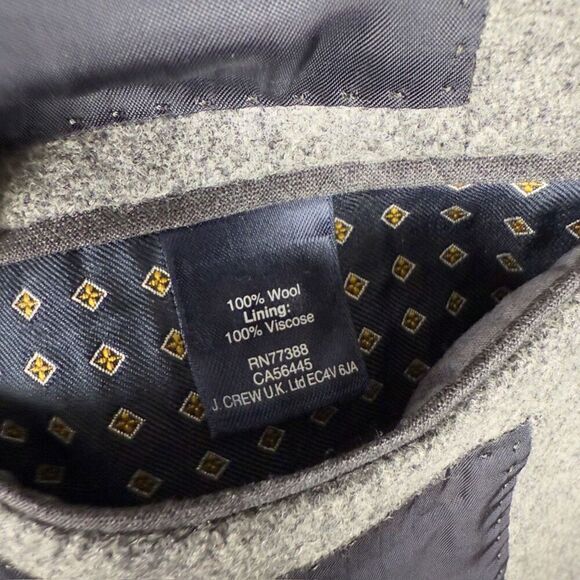 100% Wool
Lining:
100% Viscose
RN77388
CA56445
J. CREW U.K. Ltd EC4V 6JA